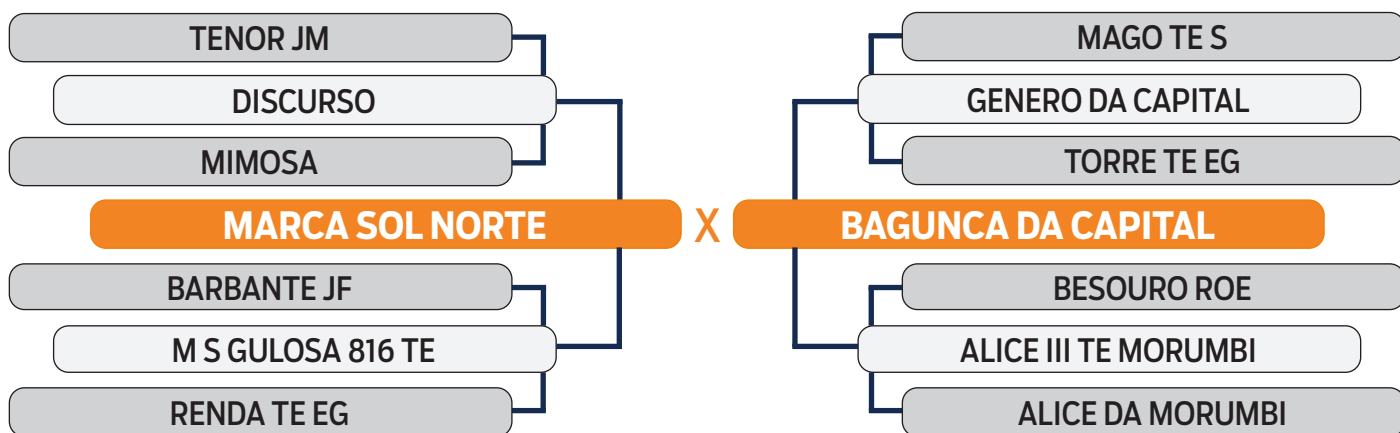 TENOR JM
DISCURSO
MIMOSA
MARCA SOL NORTE
BARBANTE JF
M S GULOSA 816 TE
RENDA TE EG
X
MAGO TE S
GENERO DA CAPITAL
TORRE TE EG
BAGUNCA DA CAPITAL
BESOURO ROE
ALICE III TE MORUMBI
ALICE DA MORUMBI